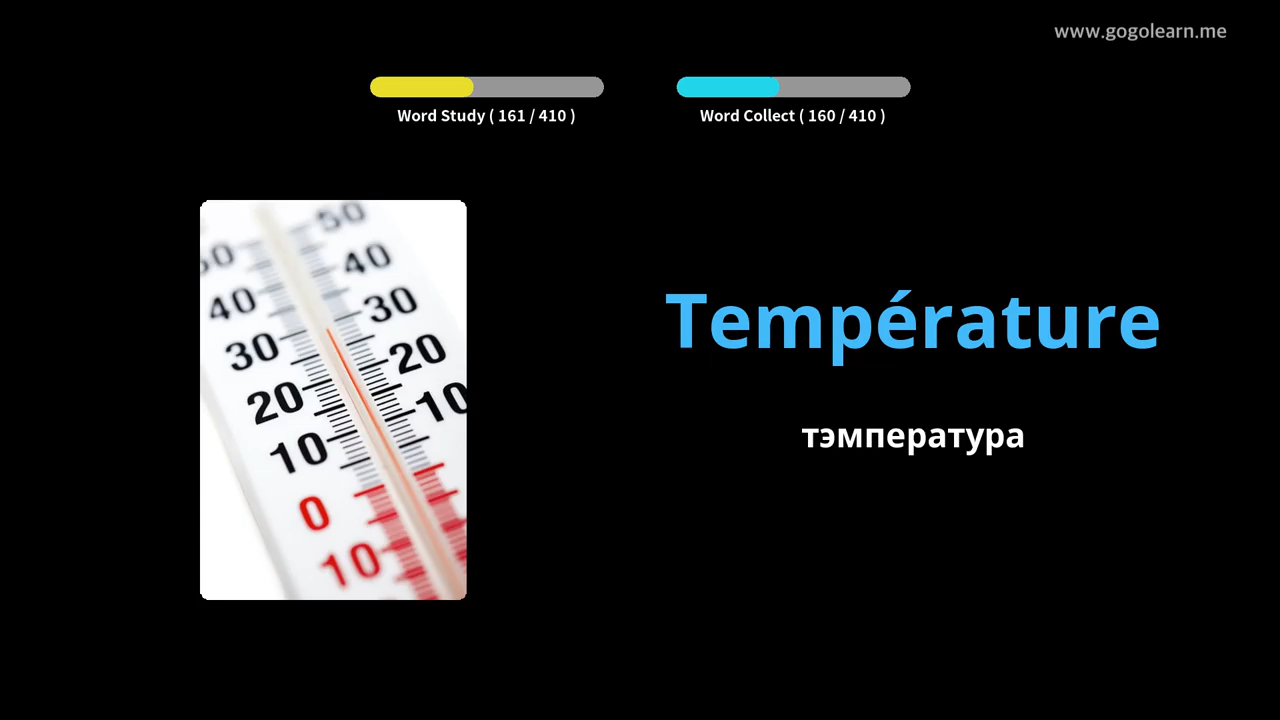 www.gogolearn.me
Word Study ( 161 / 410 )
Word Collect ( 160 / 410 )
50
50
40
40
30
30
20
20
10
10
0
10
Température
тэмпература